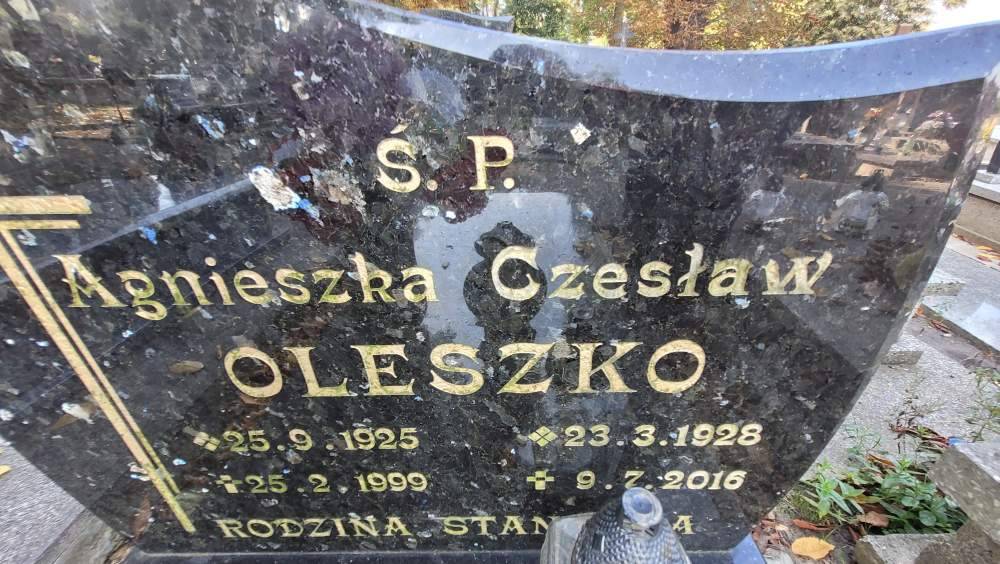 Ś. P.
Agnieszka Czesław
OLESZKO
25.9.1925 23.3.1928
25.2.1999 9.7.2016
RODZINA